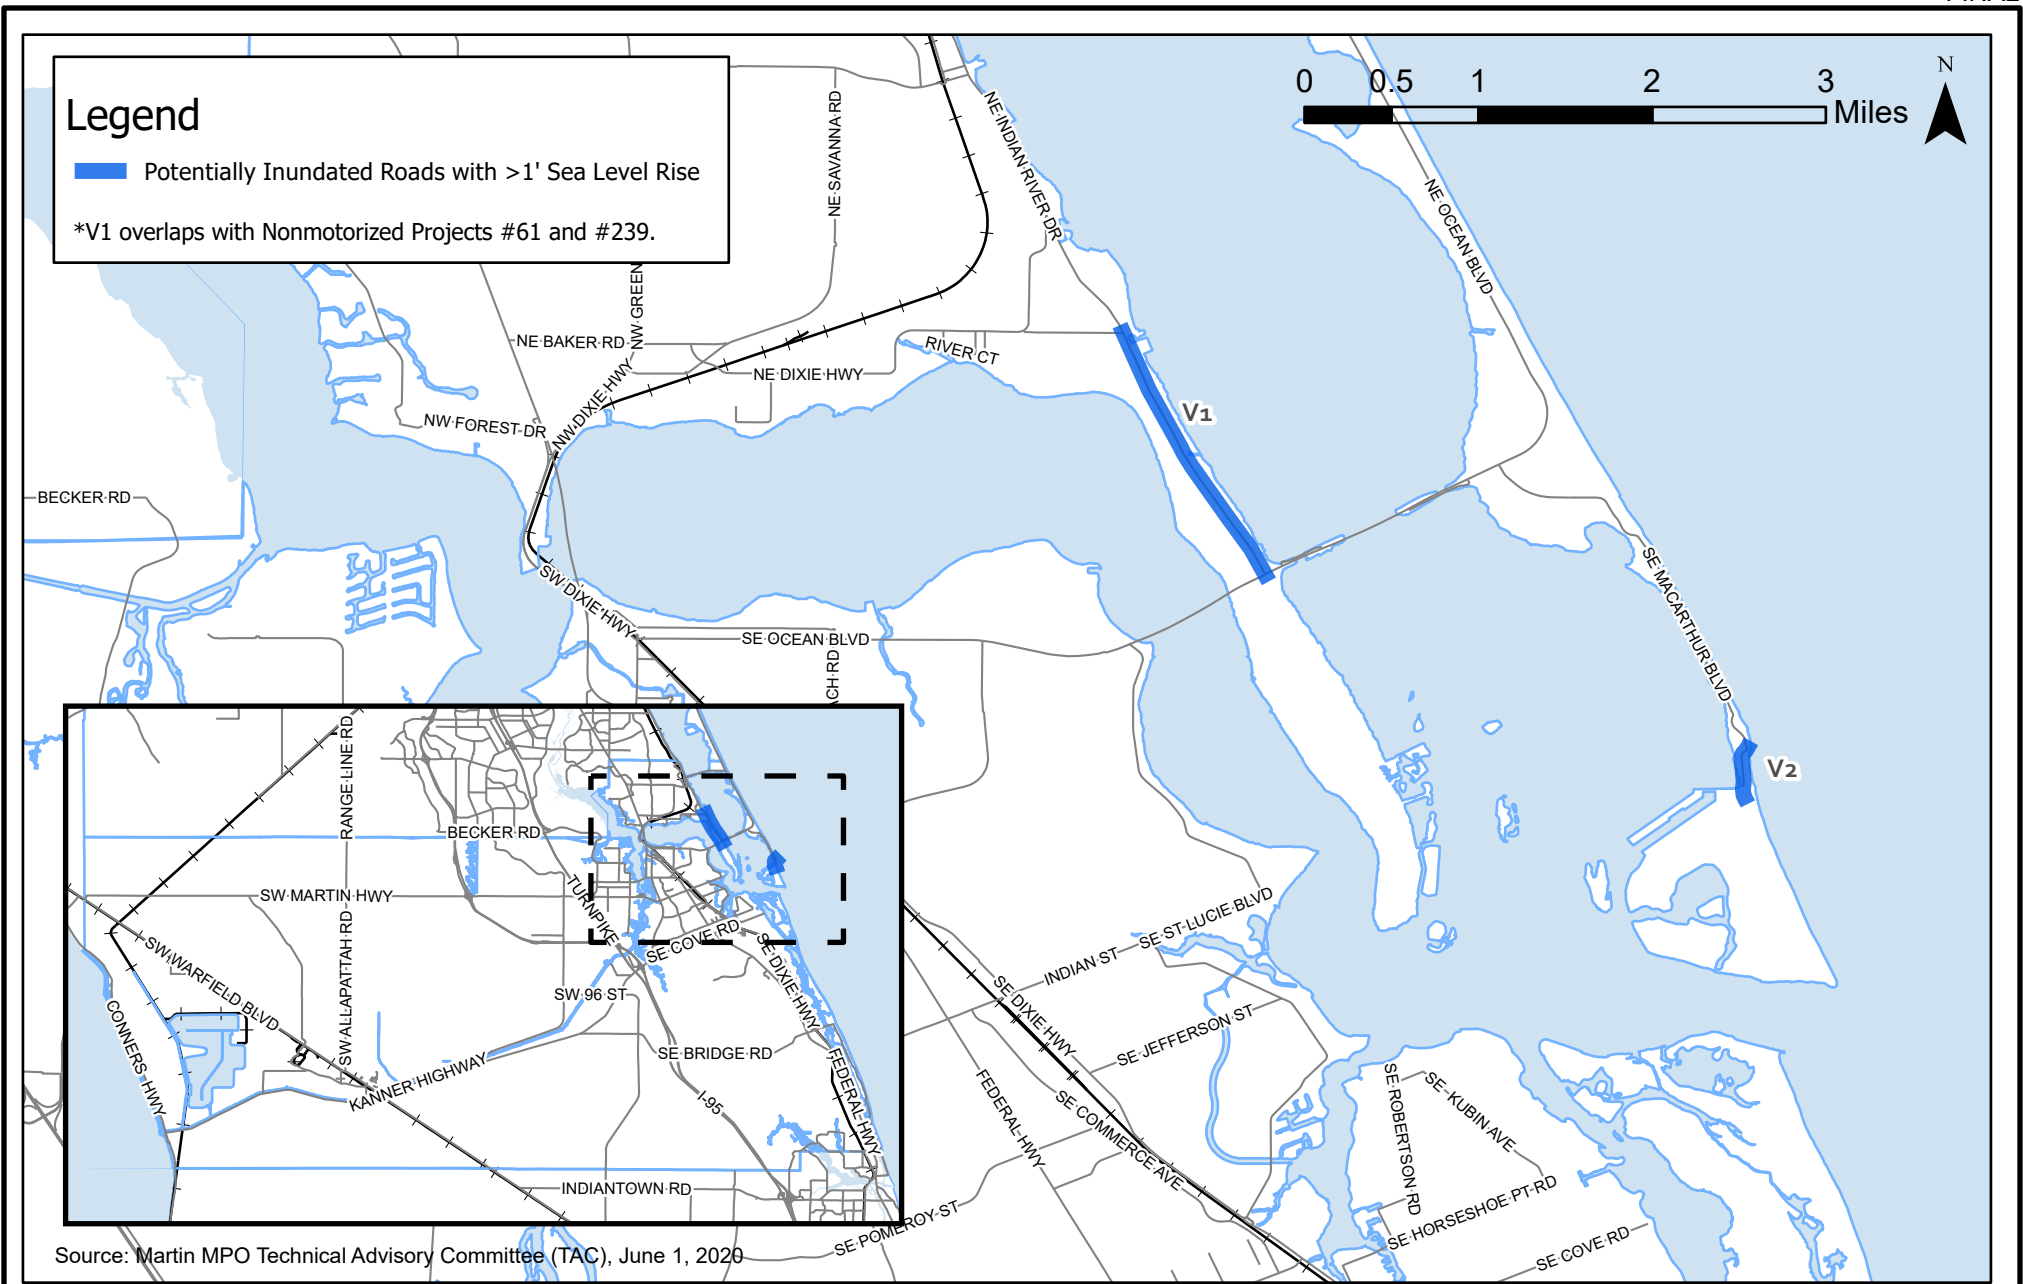 Legend
Potentially Inundated Roads with >1' Sea Level Rise
*V1 overlaps with Nonmotorized Projects #61 and #239.
0 0.5 1 2 3
Miles
N
NE SAVANNA RD
NE INDIAN RIVER DR
NE OCEAN BLVD
NW GREEN
NE BAKER RD
RIVER CT
NE DIXIE HWY
NW DIXIE HWY
NW FOREST DR
V1
BECKER RD
SW DIXIE HWY
SE OCEAN BLVD
SE MACARTHUR BLVD
ACH RD
V2
RANGE LINE RD
BECKER RD
SW MARTIN HWY
TURNPIKE
SE COVE RD
SW WARFIELD BLVD
SW ALLAPATTAH RD
SW 96 ST
SE DIXIE HWY
CONNERS HWY
SE BRIDGE RD
KANNER HIGHWAY
I-95
FEDERAL HWY
INDIANTOWN RD
SE ST LUCIE BLVD
INDIAN ST
SE DIXIE HWY
SE JEFFERSON ST
FEDERAL HWY
SE COMMERCE AVE
SE ROBERTSON RD
SE KUBIN AVE
SE HORSESHOE PT RD
SE COVE RD
SE POMEROY ST
Source: Martin MPO Technical Advisory Committee (TAC), June 1, 2020